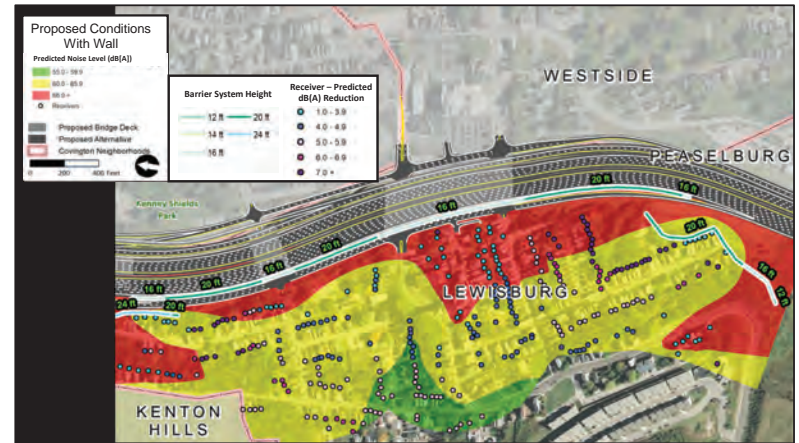 Proposed Conditions
With Wall
Predicted Noise Level (dB[A])
55.0 - 59.9
60.0 - 65.9
66.0 +
Receivers
Proposed Bridge Deck
Proposed Alternative
Covington Neighborhoods
0 200 400 Feet
Barrier System Height
12 ft 20 ft
14 ft 24 ft
16 ft
Receiver – Predicted
dB(A) Reduction
1.0 - 3.9
4.0 - 4.9
5.0 - 5.9
6.0 - 6.9
7.0 +
WESTSIDE
PEASELBURG
Kenney Shields
Park
20 ft
16 ft
16 ft
20 ft
20 ft
16 ft
16 ft
12 ft
16 ft
20 ft
24 ft
20 ft
LEWISBURG
KENTON
HILLS